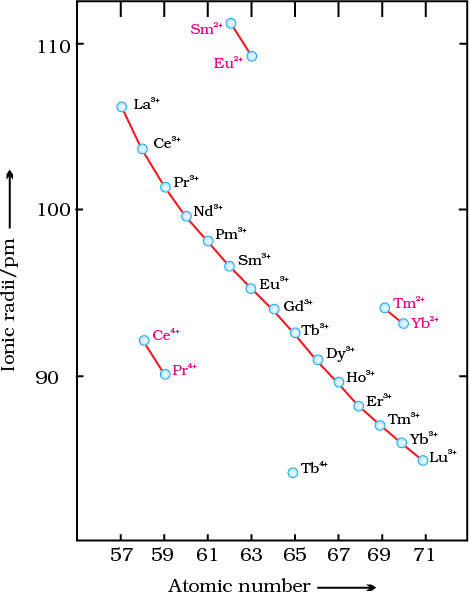 Sm²⁺
110
Eu²⁺
La³⁺
Ce³⁺
Pr³⁺
100
Nd³⁺
Pm³⁺
Sm³⁺
Eu³⁺
Gd³⁺
Tm²⁺
Yb²⁺
Tb³⁺
Ce⁴⁺
Dy³⁺
Pr⁴⁺
90
Ho³⁺
Er³⁺
Tm³⁺
Yb³⁺
Lu³⁺
Tb⁴⁺
Ionic radii/pm
57 59 61 63 65 67 69 71
Atomic number